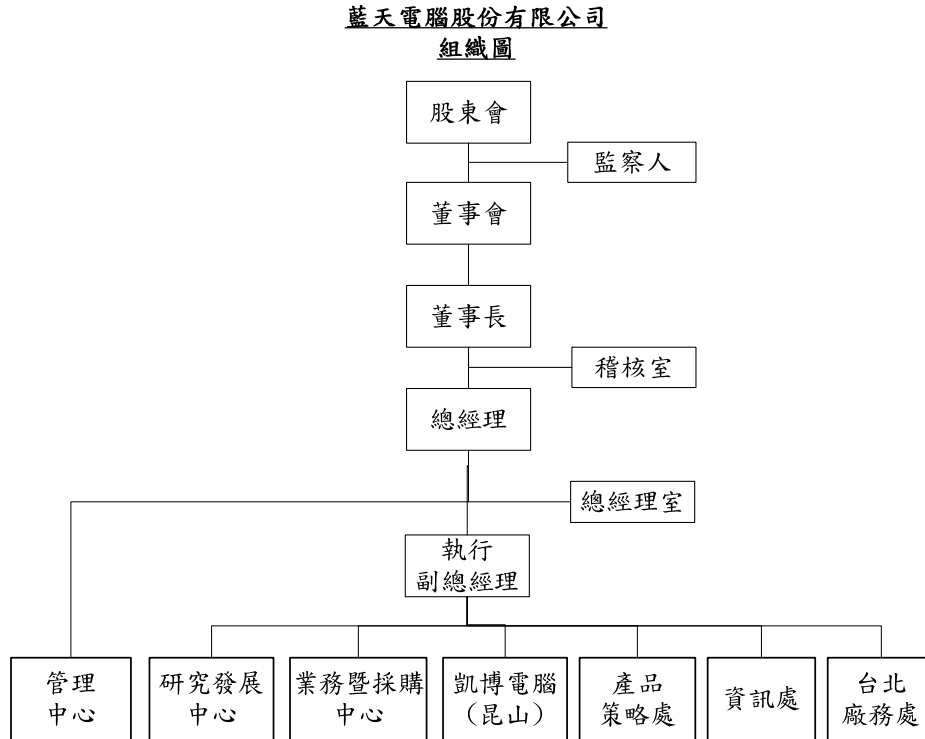 藍天電腦股份有限公司
組織圖
股東會
監察人
董事會
董事長
稽核室
總經理
總經理室
執行
副總經理
管理
中心
研究發展
中心
業務暨採購
中心
凱博電腦
（昆山）
產品
策略處
資訊處
台北
廠務處